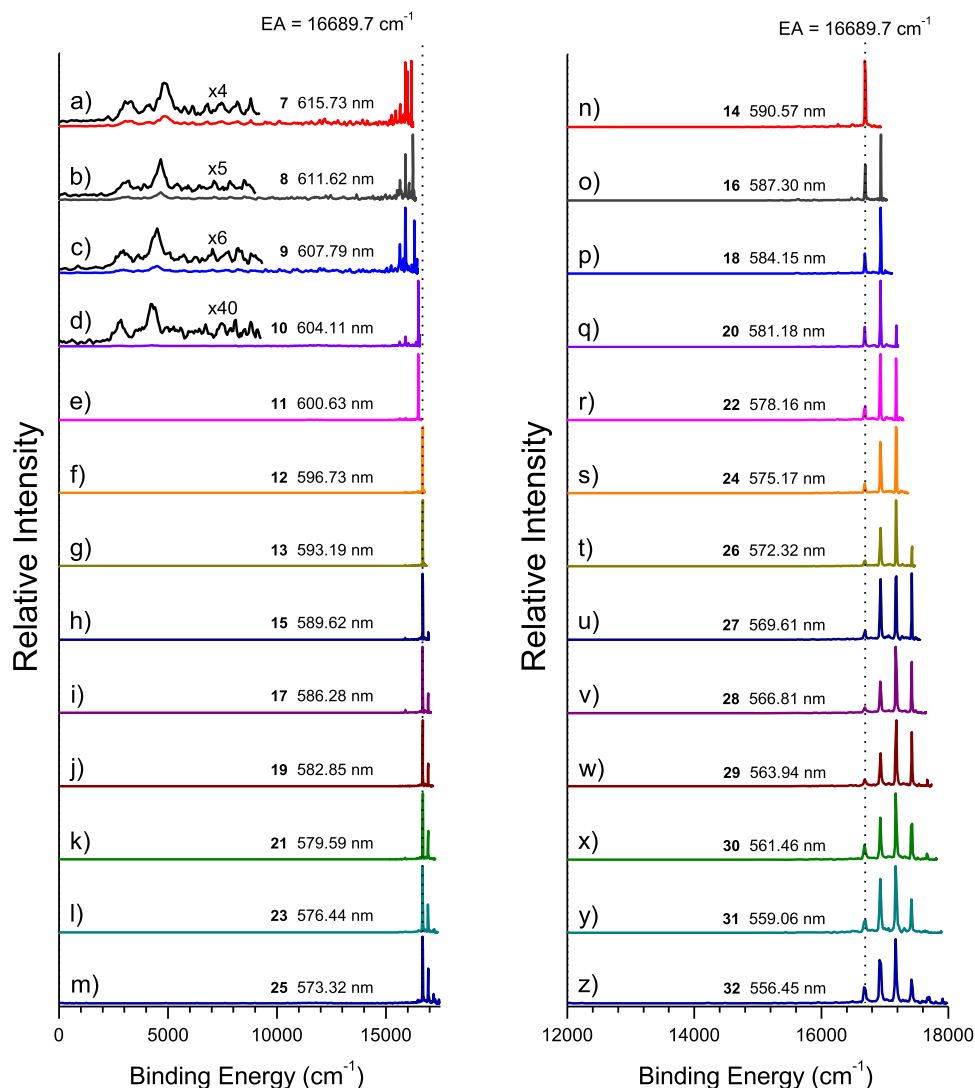 EA = 16689.7 cm⁻¹
a) x4 7 615.73 nm
b) x5 8 611.62 nm
c) x6 9 607.79 nm
d) x40 10 604.11 nm
e) 11 600.63 nm
f) 12 596.73 nm
g) 13 593.19 nm
h) 15 589.62 nm
i) 17 586.28 nm
j) 19 582.85 nm
k) 21 579.59 nm
l) 23 576.44 nm
m) 25 573.32 nm
Relative Intensity
0 5000 10000 15000
Binding Energy (cm⁻¹)
EA = 16689.7 cm⁻¹
n) 14 590.57 nm
o) 16 587.30 nm
p) 18 584.15 nm
q) 20 581.18 nm
r) 22 578.16 nm
s) 24 575.17 nm
t) 26 572.32 nm
u) 27 569.61 nm
v) 28 566.81 nm
w) 29 563.94 nm
x) 30 561.46 nm
y) 31 559.06 nm
z) 32 556.45 nm
Relative Intensity
12000 14000 16000 18000
Binding Energy (cm⁻¹)